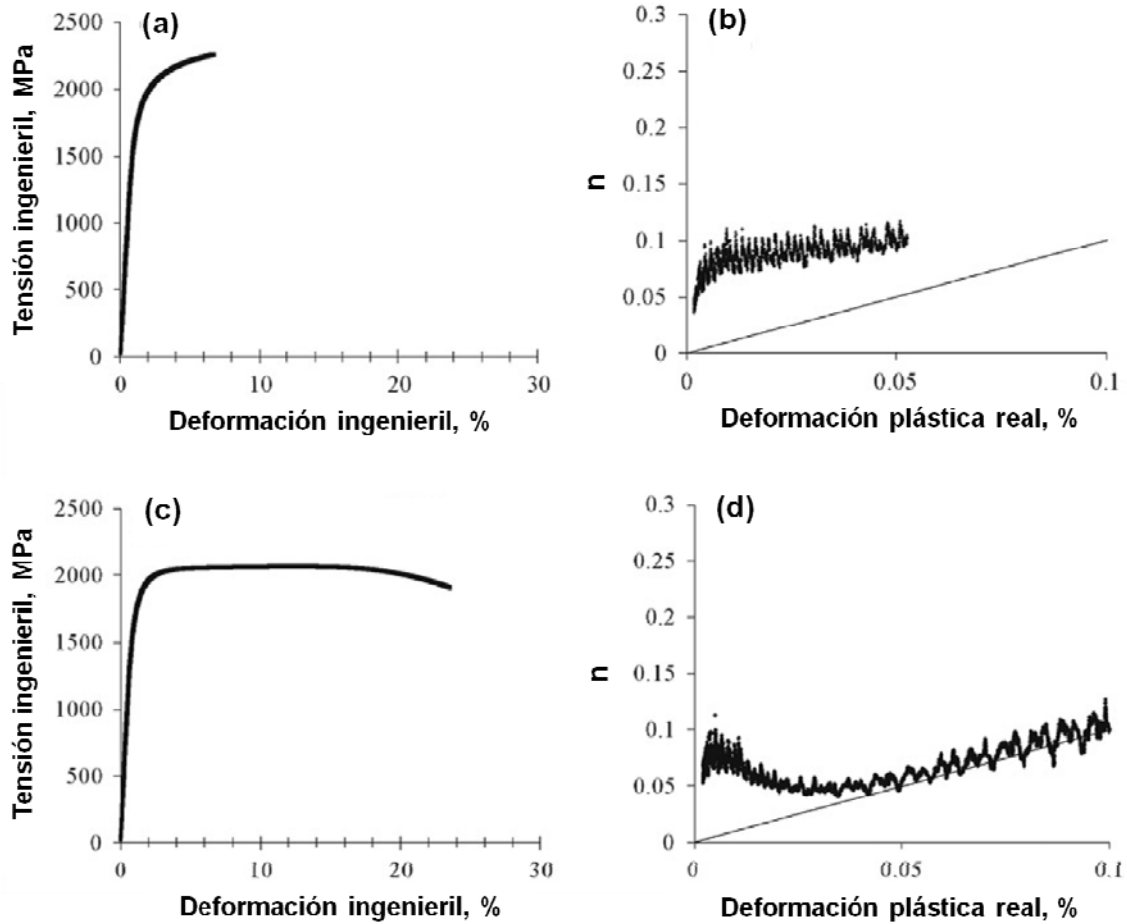 (a)
2500
2000
1500
1000
500
0
0 10 20 30
Tensión ingenieril, MPa
Deformación ingenieril, %
(b)
0.3
0.25
0.2
0.15
0.1
0.05
0
0 0.05 0.1
n
Deformación plástica real, %
(c)
2500
2000
1500
1000
500
0
0 10 20 30
Tensión ingenieril, MPa
Deformación ingenieril, %
(d)
0.3
0.25
0.2
0.15
0.1
0.05
0
0 0.05 0.1
n
Deformación plástica real, %